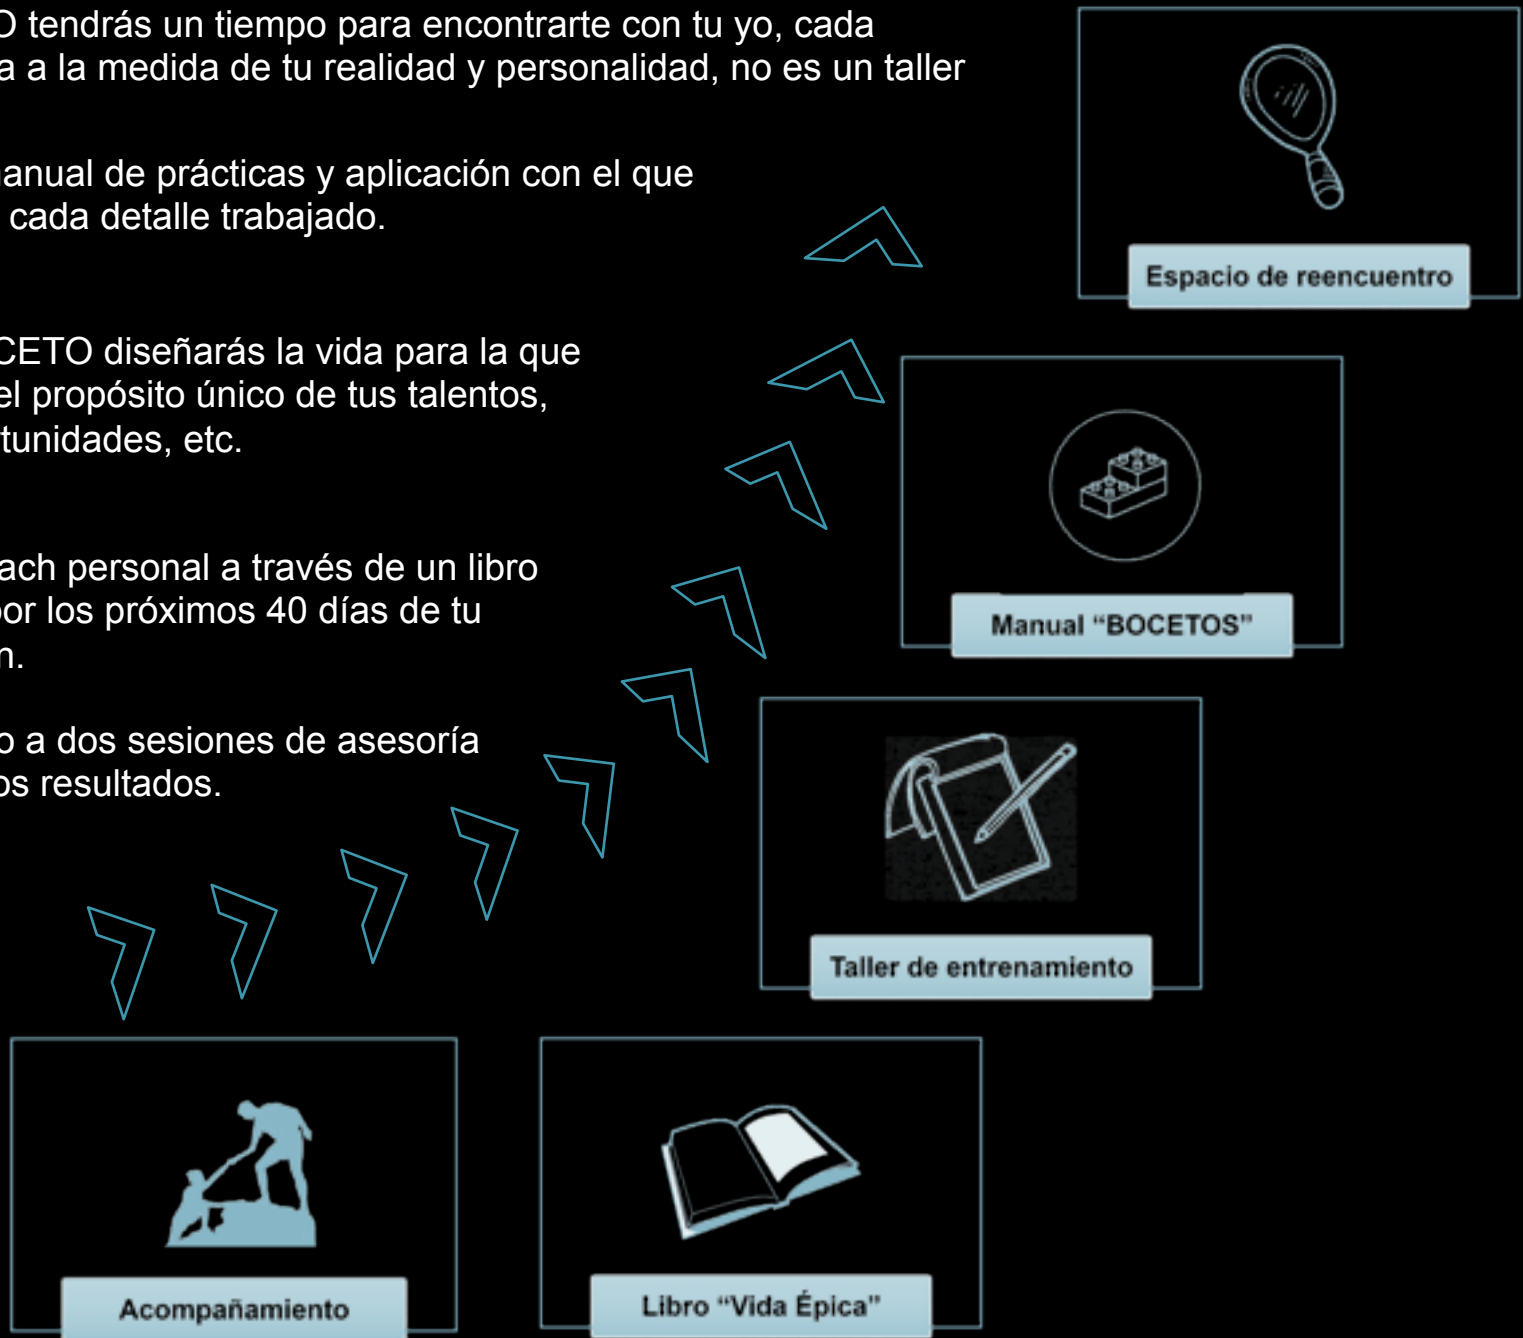 O tendrás un tiempo para encontrarte con tu yo, cada
a a la medida de tu realidad y personalidad, no es un taller
anual de prácticas y aplicación con el que
cada detalle trabajado.
CETO diseñarás la vida para la que
el propósito único de tus talentos,
tunidades, etc.
ach personal a través de un libro
por los próximos 40 días de tu
n.
o a dos sesiones de asesoría
os resultados.
Espacio de reencuentro
Manual “BOCETOS”
Taller de entrenamiento
Acompañamiento
Libro “Vida Épica”